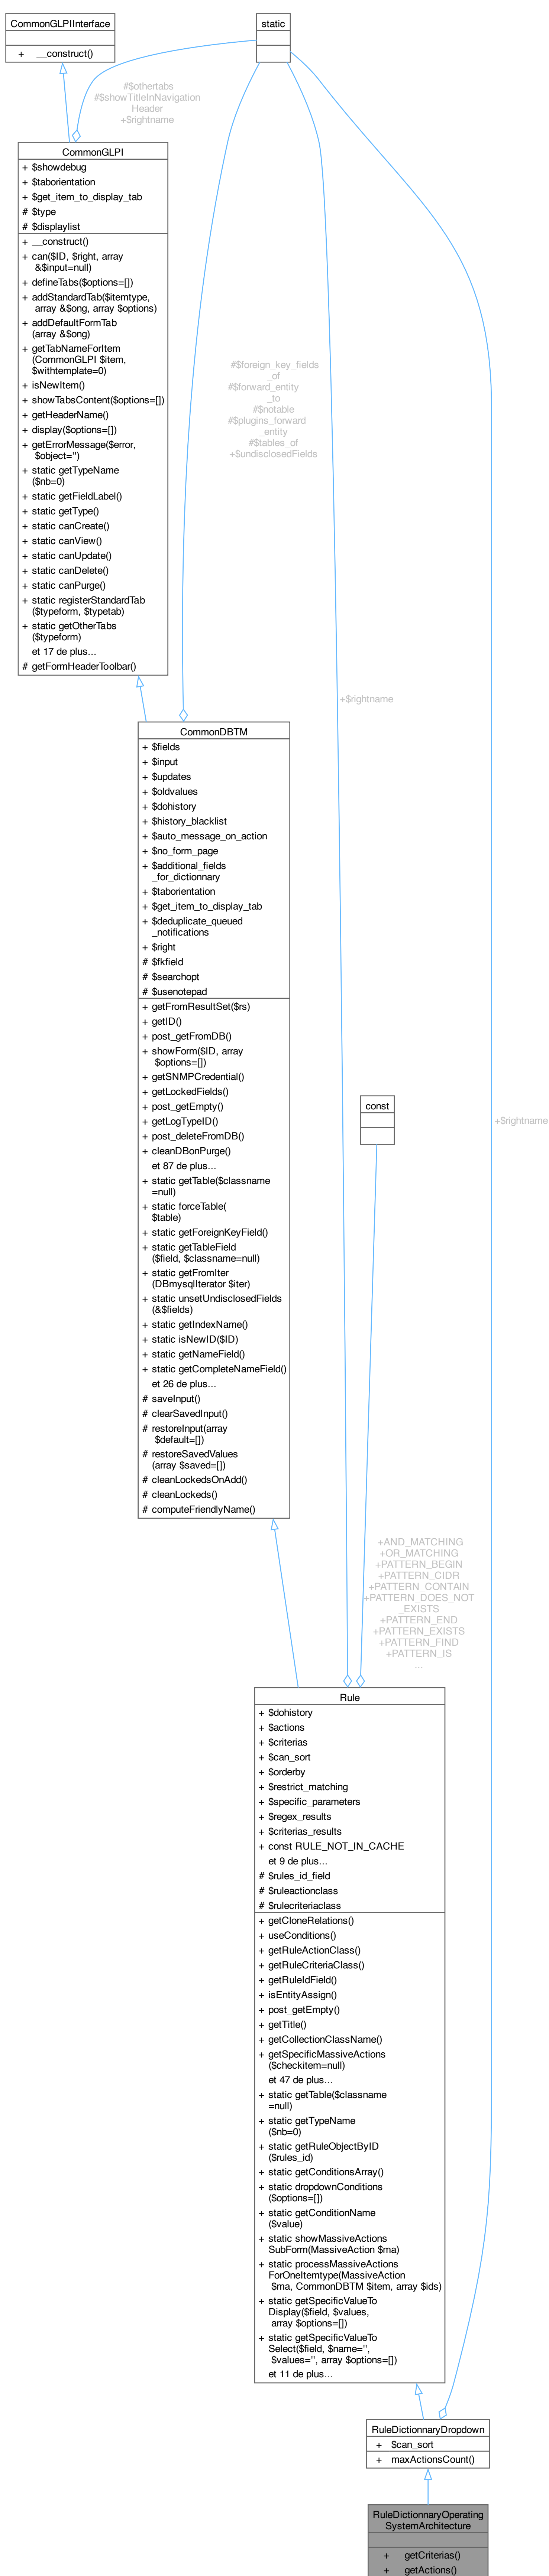 CommonGLPIInterface
+ __construct()
static
#$othertabs
#$showTitleInNavigation
Header
+$rightname
CommonGLPI
+ $showdebug
+ $taborientation
+ $get_item_to_display_tab
# $type
# $displaylist
+ __construct()
+ can($ID, $right, array
&$input=null)
+ defineTabs($options=[])
+ addStandardTab($itemtype,
array &$ong, array $options)
+ addDefaultFormTab
(array &$ong)
+ getTabNameForItem
(CommonGLPI $item,
$withtemplate=0)
+ isNewItem()
+ showTabsContent($options=[])
+ getHeaderName()
+ display($options=[])
+ getErrorMessage($error,
$object='')
+ static getTypeName
($nb=0)
+ static getFieldLabel()
+ static getType()
+ static canCreate()
+ static canView()
+ static canUpdate()
+ static canDelete()
+ static canPurge()
+ static registerStandardTab
($typeform, $typetab)
+ static getOtherTabs
($typeform)
et 17 de plus...
# getFormHeaderToolbar()
#$foreign_key_fields
_of
#$forward_entity
_to
#$notable
#$plugins_forward
_entity
#$tables_of
+$undisclosedFields
+$rightname
CommonDBTM
+ $fields
+ $input
+ $updates
+ $oldvalues
+ $dohistory
+ $history_blacklist
+ $auto_message_on_action
+ $no_form_page
+ $additional_fields
_for_dictionnary
+ $taborientation
+ $get_item_to_display_tab
+ $deduplicate_queued
_notifications
+ $right
# $fkfield
# $searchopt
# $usenotepad
+ getFromResultSet($rs)
+ getID()
+ post_getFromDB()
+ showForm($ID, array
$options=[])
+ getSNMPCredential()
+ getLockedFields()
+ post_getEmpty()
+ getLogTypeID()
+ post_deleteFromDB()
+ cleanDBonPurge()
et 87 de plus...
+ static getTable($classname
=null)
+ static forceTable(
$table)
+ static getForeignKeyField()
+ static getTableField
($field, $classname=null)
+ static getFromIter
(DBmysqlIterator $iter)
+ static unsetUndisclosedFields
(&$fields)
+ static getIndexName()
+ static isNewID($ID)
+ static getNameField()
+ static getCompleteNameField()
et 26 de plus...
# saveInput()
# clearSavedInput()
# restoreInput(array
$default=[])
# restoreSavedValues
(array $saved=[])
# cleanLockedsOnAdd()
# cleanLockeds()
# computeFriendlyName()
const
+$rightname
+AND_MATCHING
+OR_MATCHING
+PATTERN_BEGIN
+PATTERN_CIDR
+PATTERN_CONTAIN
+PATTERN_DOES_NOT
_EXISTS
+PATTERN_END
+PATTERN_EXISTS
+PATTERN_FIND
+PATTERN_IS
...
Rule
+ $dohistory
+ $actions
+ $criterias
+ $can_sort
+ $orderby
+ $restrict_matching
+ $specific_parameters
+ $regex_results
+ $criterias_results
+ const RULE_NOT_IN_CACHE
et 9 de plus...
# $rules_id_field
# $ruleactionclass
# $rulecriteriaclass
+ getCloneRelations()
+ useConditions()
+ getRuleActionClass()
+ getRuleCriteriaClass()
+ getRuleIdField()
+ isEntityAssign()
+ post_getEmpty()
+ getTitle()
+ getCollectionClassName()
+ getSpecificMassiveActions
($checkitem=null)
et 47 de plus...
+ static getTable($classname
=null)
+ static getTypeName
($nb=0)
+ static getRuleObjectByID
($rules_id)
+ static getConditionsArray()
+ static dropdownConditions
($options=[])
+ static getConditionName
($value)
+ static showMassiveActions
SubForm(MassiveAction $ma)
+ static processMassiveActions
ForOneItemtype(MassiveAction
$ma, CommonDBTM $item, array $ids)
+ static getSpecificValueTo
Display($field, $values,
array $options=[])
+ static getSpecificValueTo
Select($field, $name='',
$values='', array $options=[])
et 11 de plus...
RuleDictionnaryDropdown
+ $can_sort
+ maxActionsCount()
RuleDictionnaryOperating
SystemArchitecture
+ getCriterias()
+ getActions()